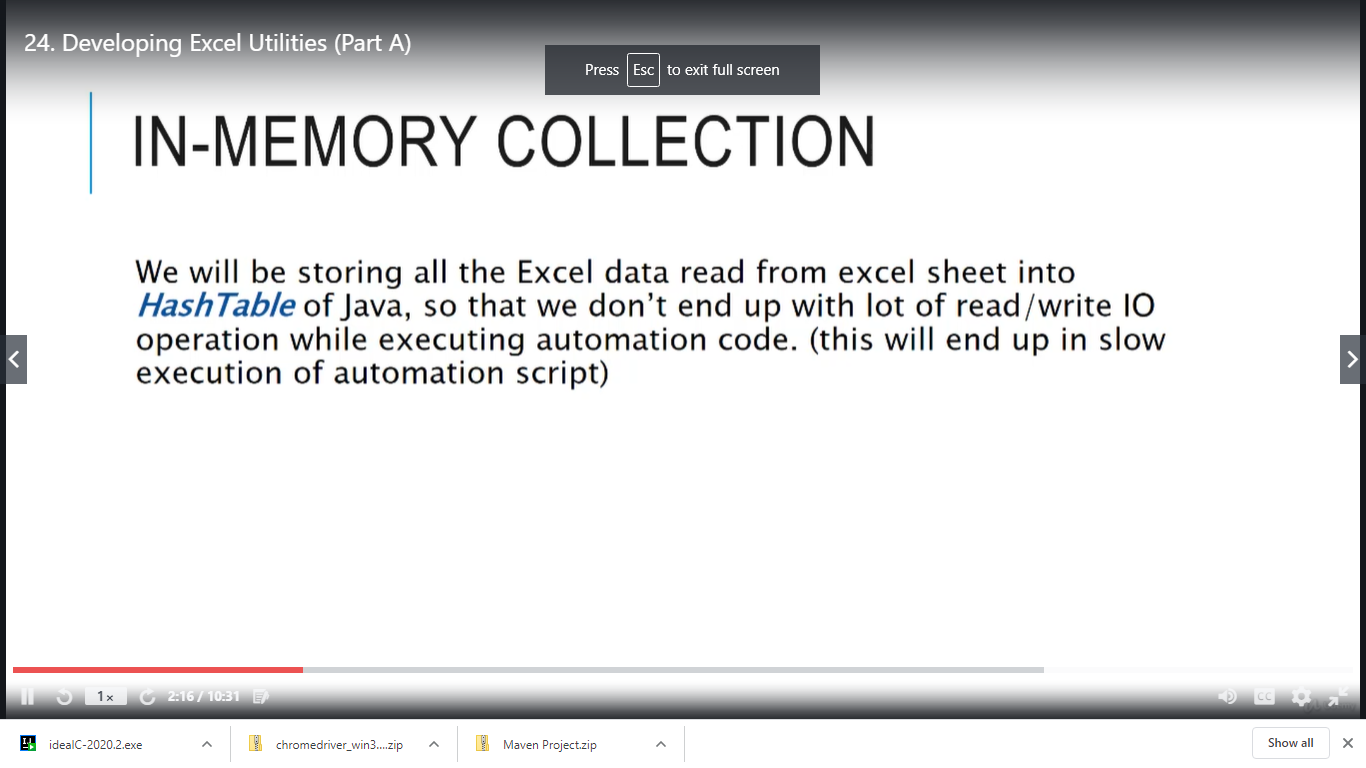 24. Developing Excel Utilities (Part A)
Press Esc to exit full screen
IN-MEMORY COLLECTION
We will be storing all the Excel data read from excel sheet into
HashTable of Java, so that we don't end up with lot of read/write IO
operation while executing automation code. (this will end up in slow
execution of automation script)
1x
2:16 / 10:31
CC
idealC-2020.2.exe
chromedriver_win3....zip
Maven Project.zip
Show all